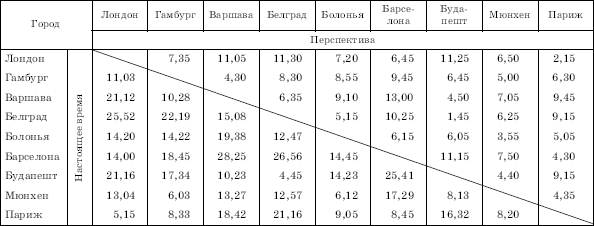 Город Лондон Гамбург Варшава Белград Болонья Барсе-лона Буда-пешт Мюнхен Париж
Перспектива
Настоящее время
Лондон 7,35 11,05 11,30 7,20 6,45 11,25 6,50 2,15
Гамбург 11,03 4,30 8,30 8,55 9,45 6,45 5,00 6,30
Варшава 21,12 10,28 6,35 9,10 13,00 4,50 7,05 9,45
Белград 25,52 22,19 15,08 5,15 10,25 1,45 6,25 9,15
Болонья 14,20 14,22 19,38 12,47 6,15 6,05 3,55 5,05
Барселона 14,00 18,45 28,25 26,56 14,45 11,15 7,50 4,30
Будапешт 21,16 17,34 10,23 4,45 14,23 25,41 4,40 9,15
Мюнхен 13,04 6,03 13,27 12,57 6,12 17,29 8,13 4,35
Париж 5,15 8,33 18,42 21,16 9,05 8,45 16,32 8,20